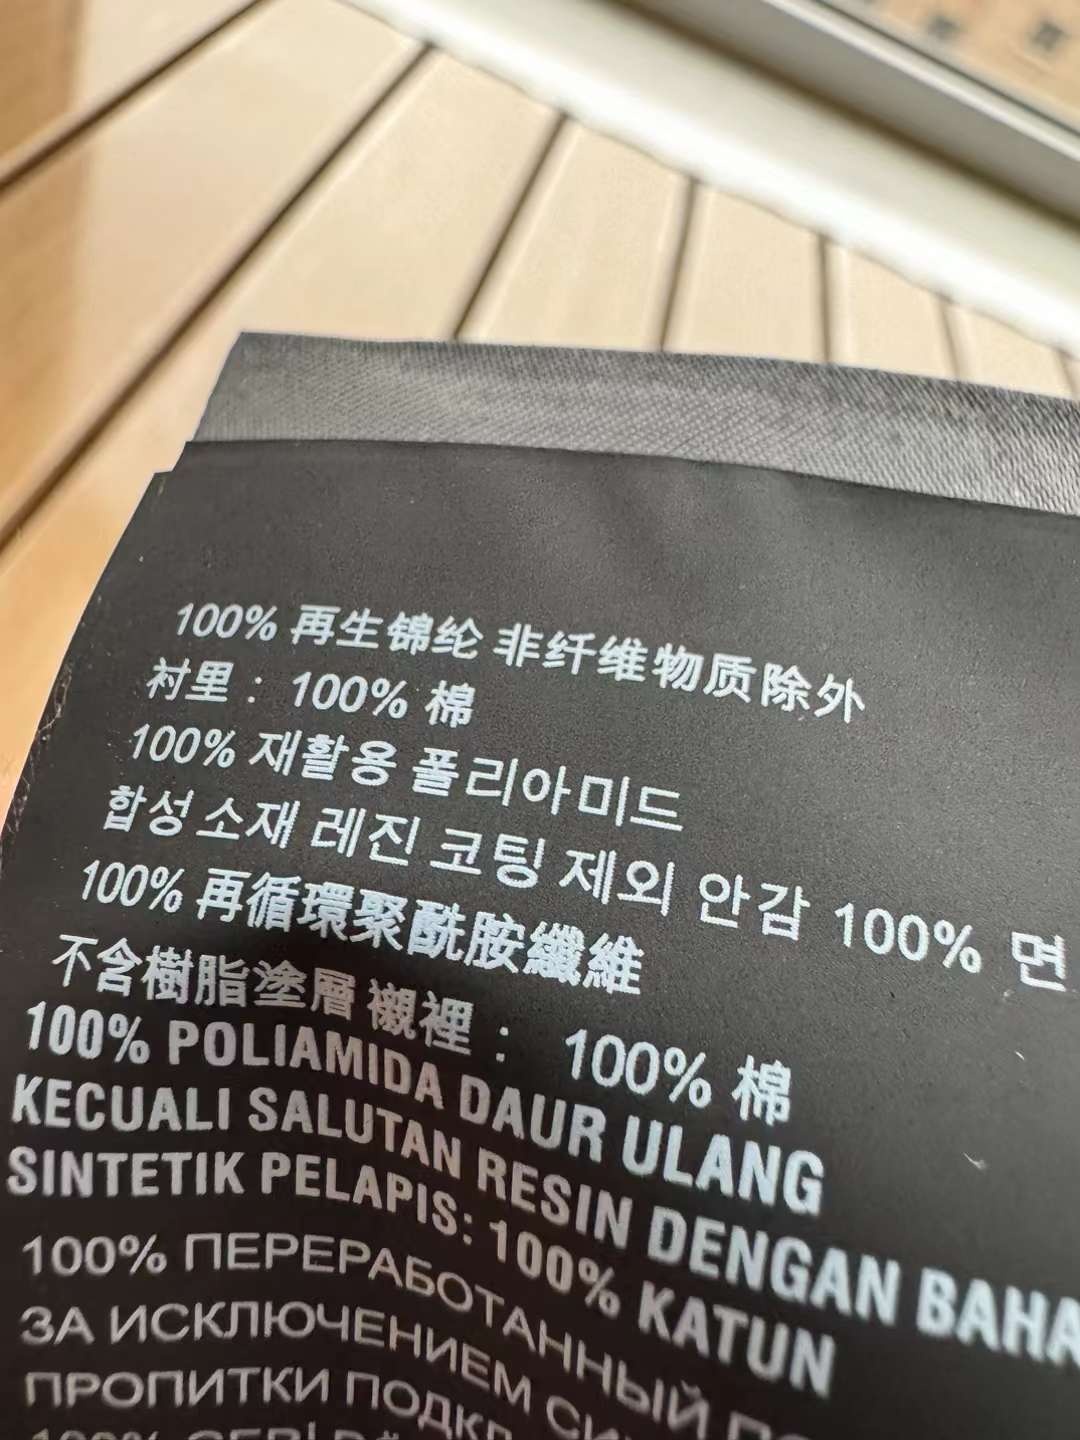 100% 再生锦纶 非纤维物质除外
衬里： 100% 棉
100% 재활용 폴리아미드
합성소재 레진 코팅 제외 안감 100% 면
100% 再循環聚酰胺纖維
不含樹脂塗層 襯裡： 100% 棉
100% POLIAMIDA DAUR ULANG
KECUALI SALUTAN RESIN DENGAN BAHA
SINTETIK PELAPIS: 100% KATUN
100% ПЕРЕРАБОТАННЫЙ ПО
ЗА ИСКЛЮЧЕНИЕМ СИ
ПРОПИТКИ ПОДКЛ
100%